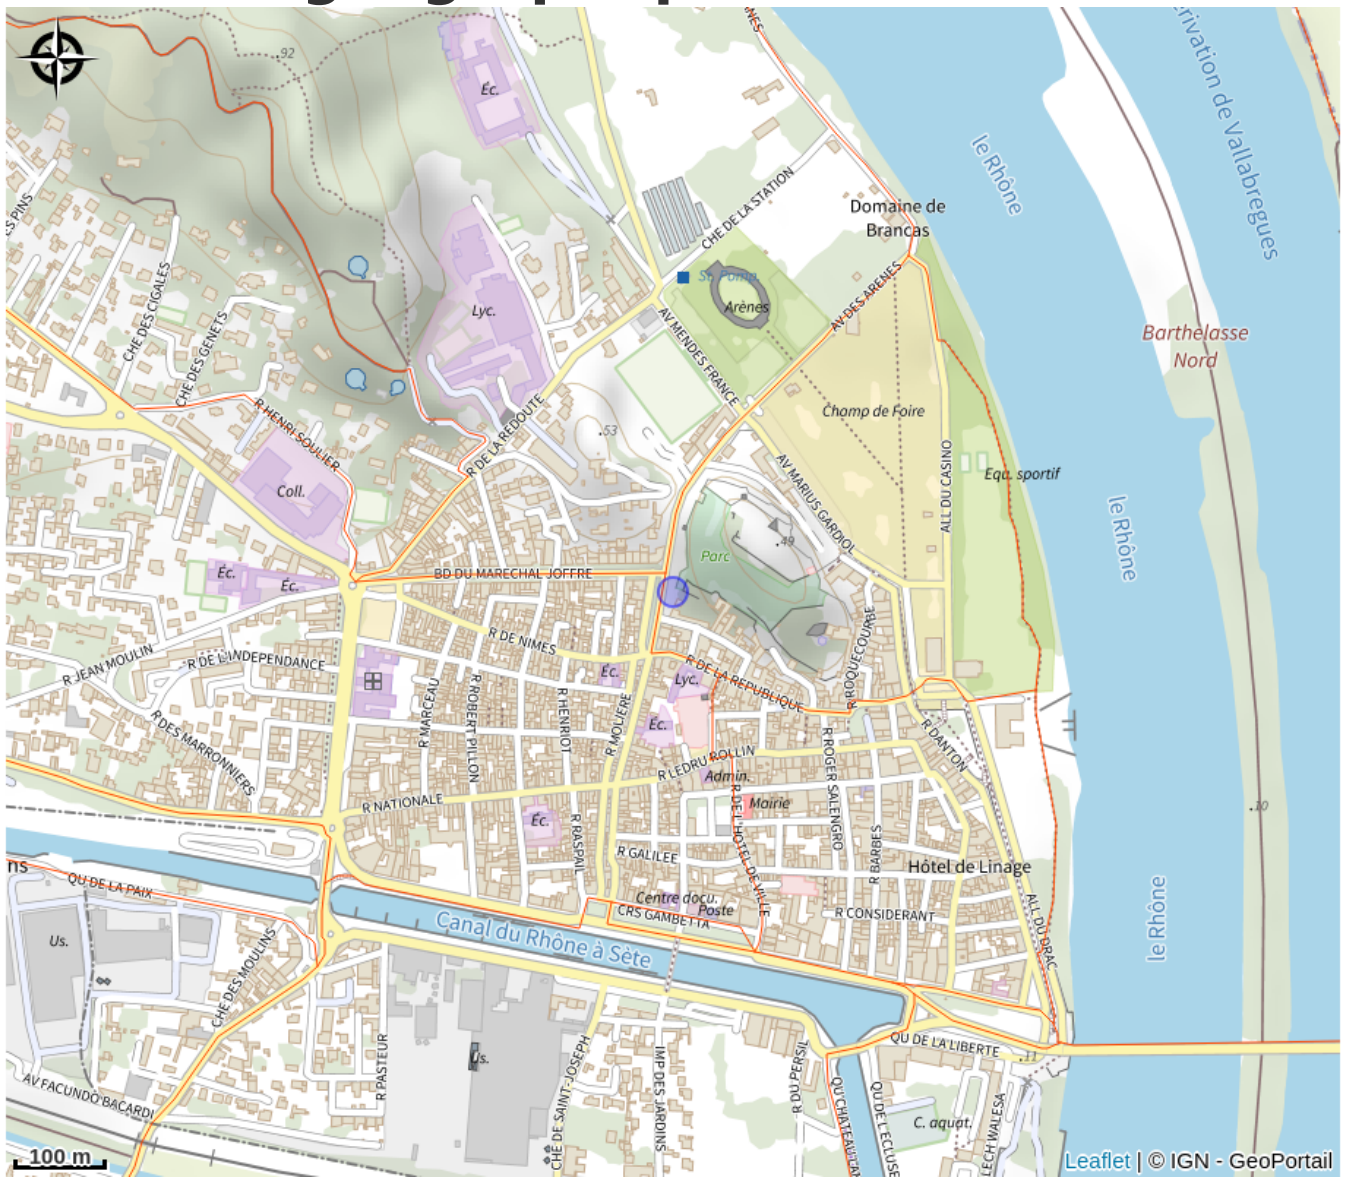 .92
Éc.
le Rhône
CHE DE LA STATION
Domaine de
Brancas
St. Pomp.
Arènes
AV DES ARENES
Lyc.
CHE DES CIGALES
CHE DES GENETS
AV MENDES FRANCE
Barthelasse
Nord
R HENRI SOULIER
R DE LA REDOUTE
.53
Champ de Foire
ALL DU CASINO
Equ. sportif
Coll.
AV MARIUS GARDIOL
le Rhône
.49
Parc
Éc.
Éc.
BD DU MARECHAL JOFFRE
R DE NIMES
R ROQUECOURBE
R JEAN MOULIN
R DE L'INDEPENDANCE
R DE LA REPUBLIQUE
Éc.
Lyc.
R DES MARRONNIERS
R MARCEAU
R ROBERT PILLON
R HENRIOT
R MOLIERE
Éc.
R DANTON
R LEDRU ROLLIN
Admin.
R ROGER SALENGRO
R NATIONALE
Mairie
R DE L'HOTEL DE VILLE
.10
Éc.
R RASPAIL
R GALILEE
R BARBES
Hôtel de Linage
ns
QU DE LA PAIX
Centre docu.
Poste
CRS GAMBETTA
R CONSIDERANT
ALL DU DRAC
le Rhône
Us.
CHE DES MOULINS
Canal du Rhône à Sète
QU DE LA LIBERTE
.11
Us.
R PASTEUR
CHE DE SAINT-JOSEPH
IMP DES JARDINS
R DU PERSIL
AV FACUNDO BACARDI
QU DE L'ECLUSE
C. aquat.
LECH WALESA
100 m
Leaflet | © IGN - GeoPortail